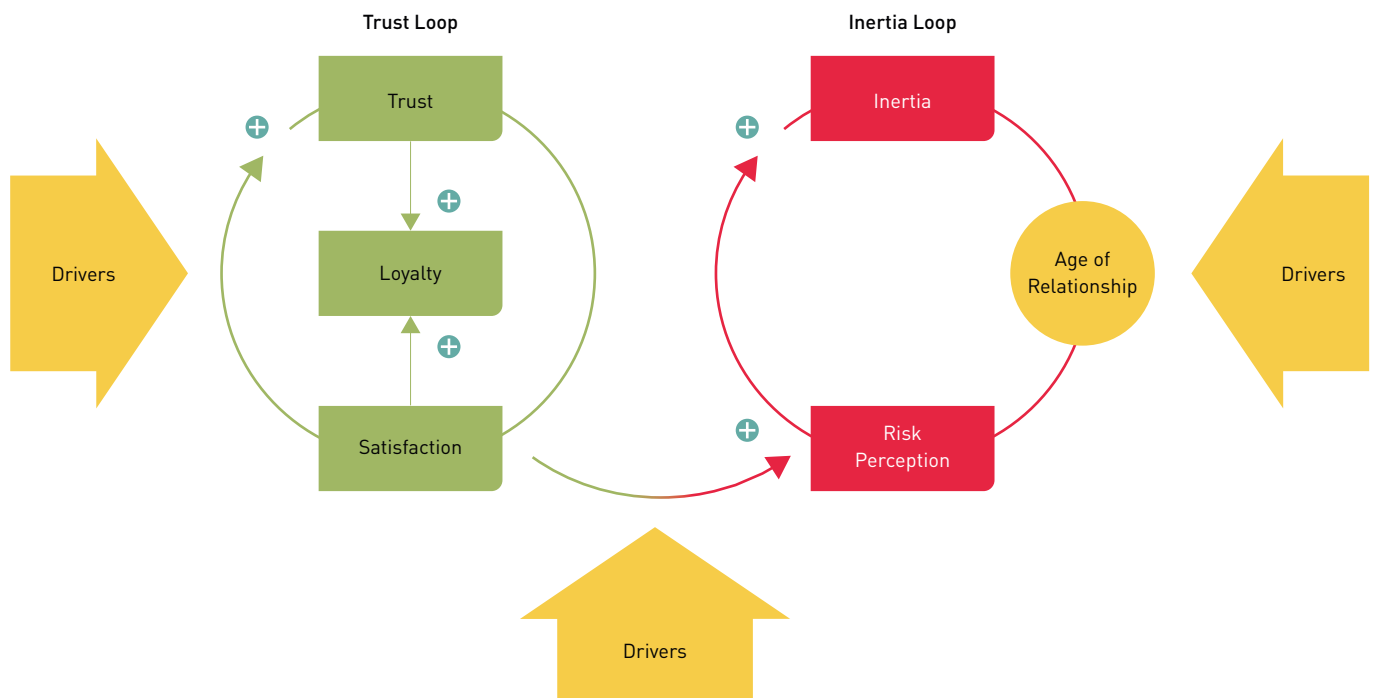 Trust Loop
Inertia Loop
Trust
Inertia
Drivers
Loyalty
Age of
Relationship
Drivers
Satisfaction
Risk
Perception
Drivers